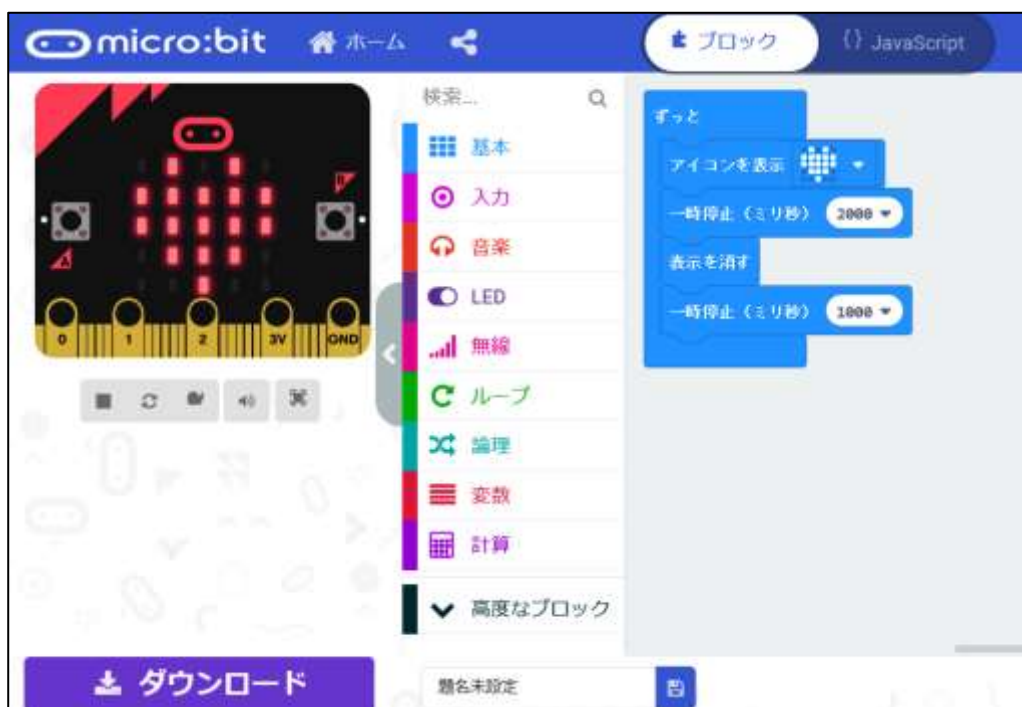 micro:bit ホーム ブロック {} JavaScript
検索...
基本
入力
音楽
LED
無線
ループ
論理
変数
計算
高度なブロック
ずっと
アイコンを表示
一時停止(ミリ秒) 2000
表示を消す
一時停止(ミリ秒) 1000
A
B
0 1 2 3V GND
ダウンロード
題名未設定